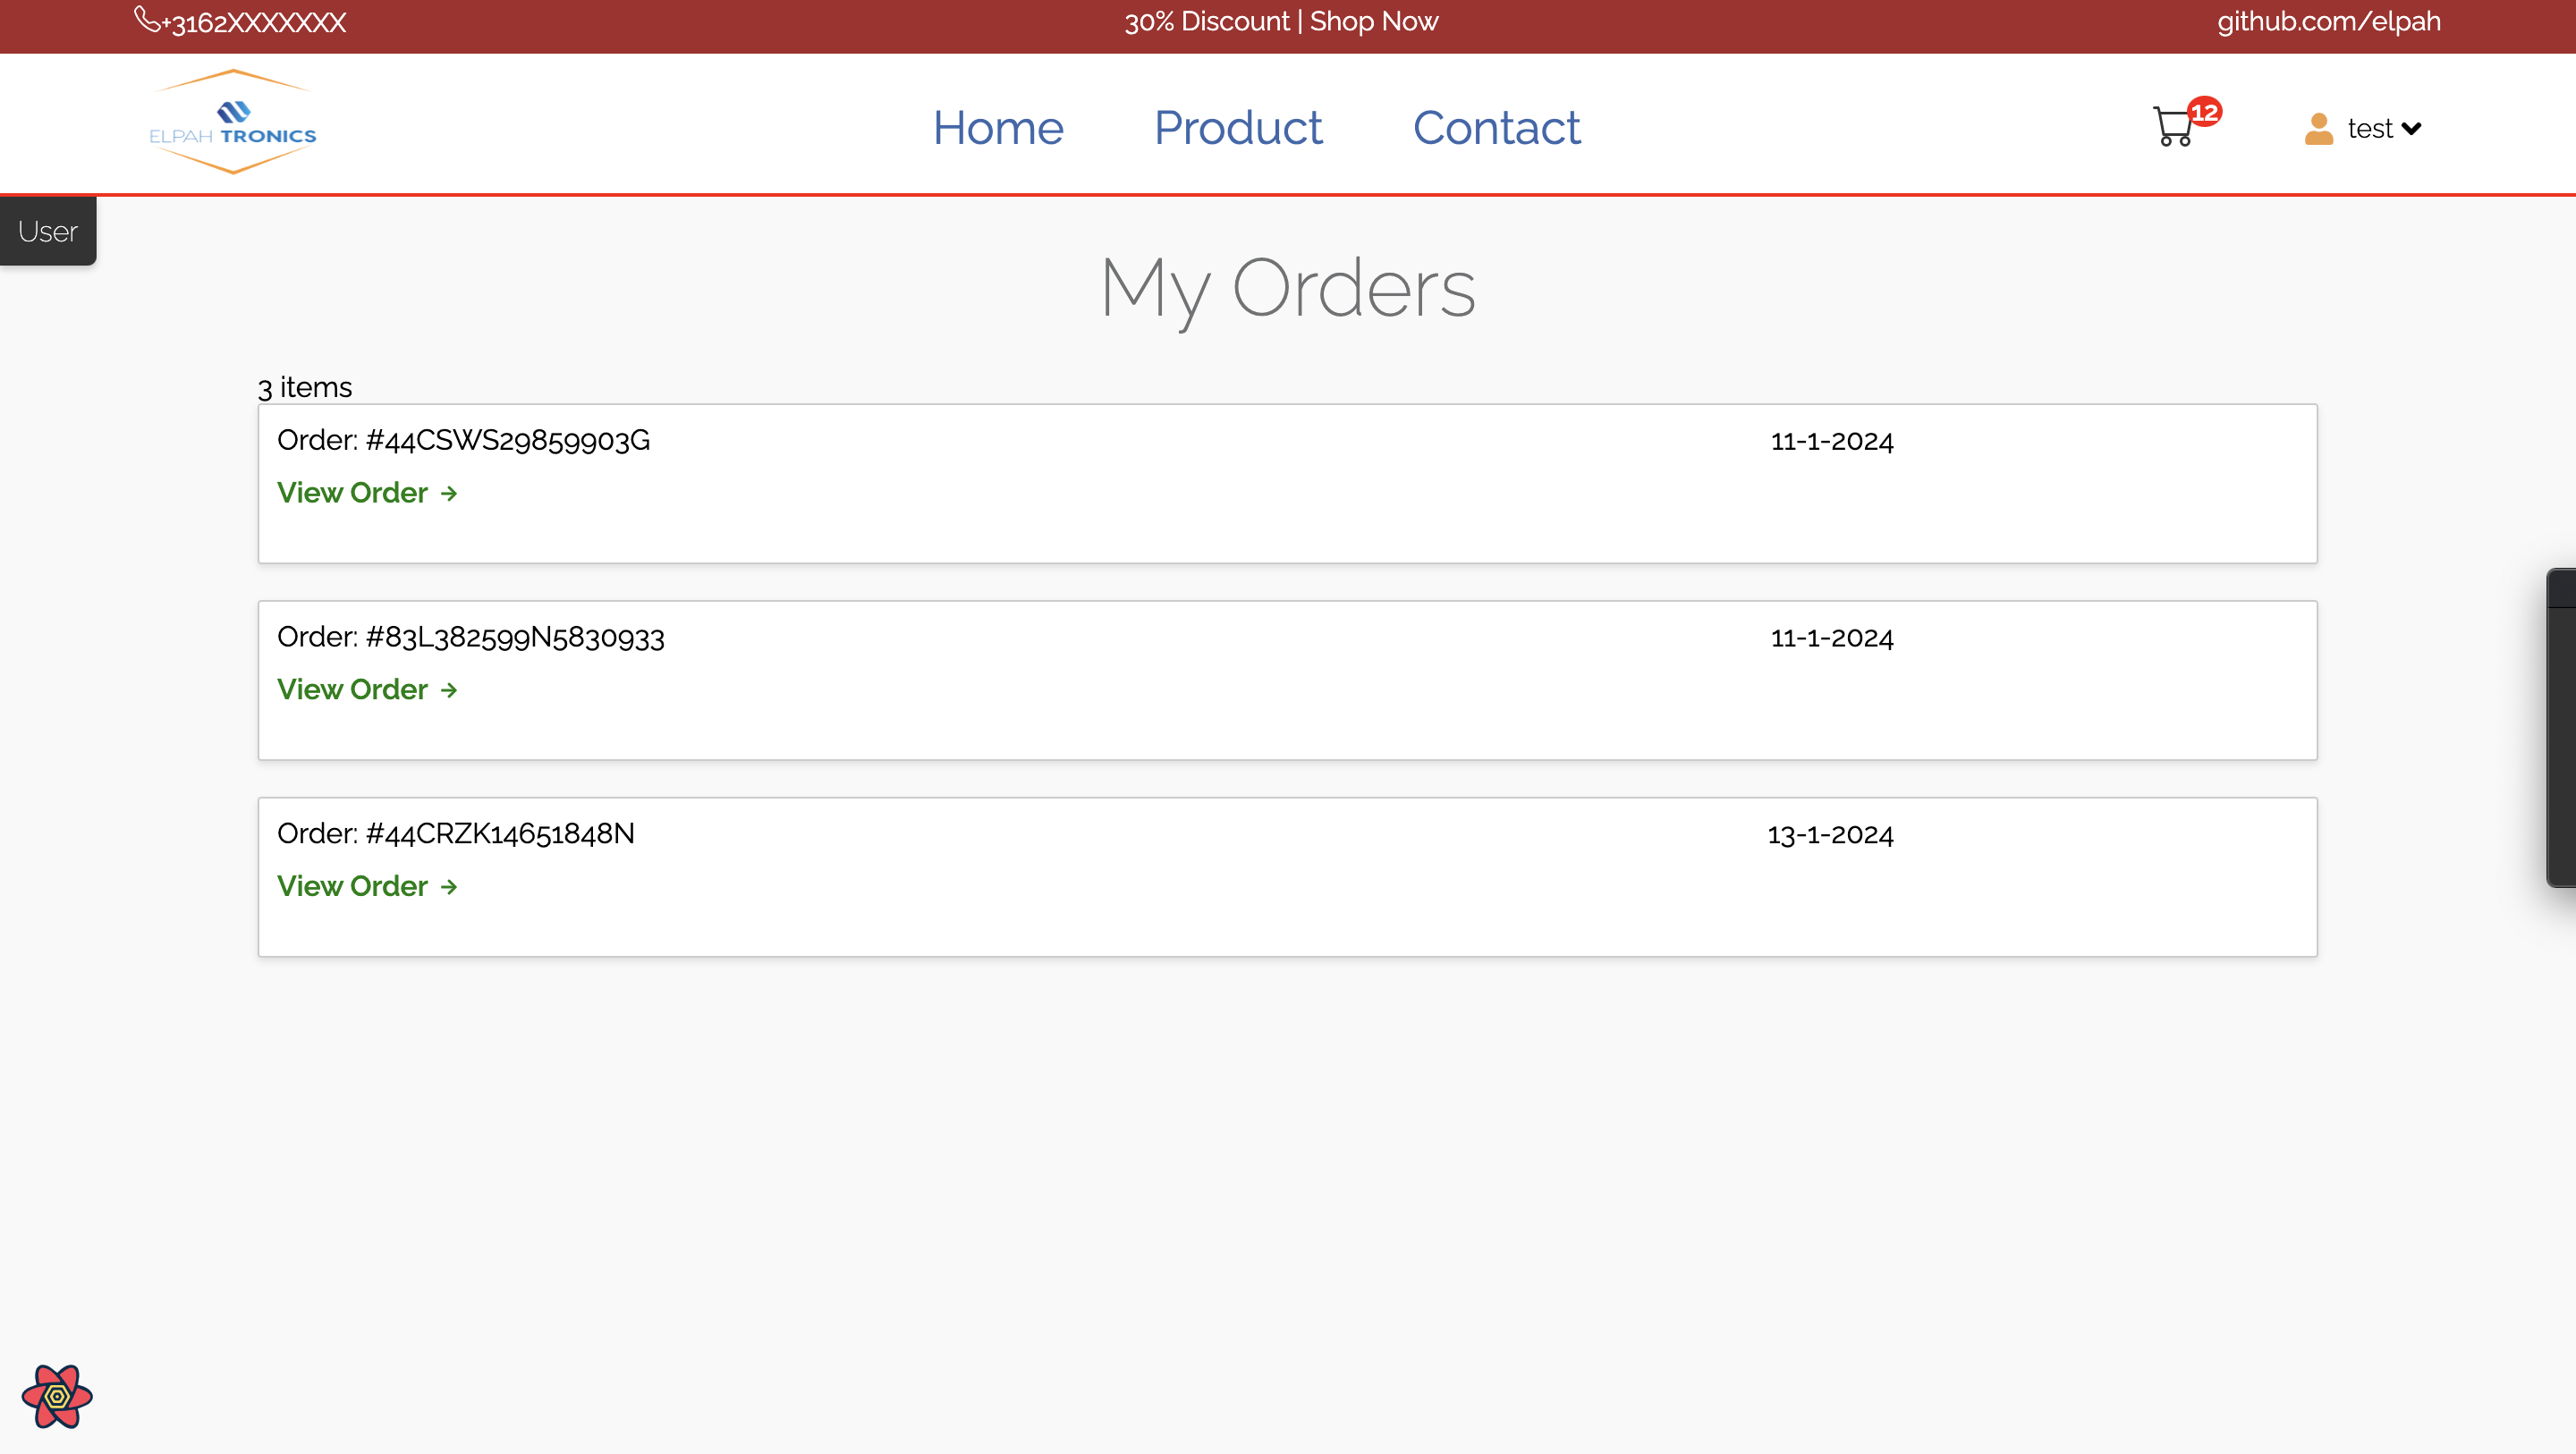 +3162XXXXXXX
30% Discount | Shop Now
github.com/elpah
ELPAH TRONICS
Home
Product
Contact
12
test
User
My Orders
3 items
Order: #44CSWS29859903G
11-1-2024
View Order →
Order: #83L382599N5830933
11-1-2024
View Order →
Order: #44CRZK14651848N
13-1-2024
View Order →